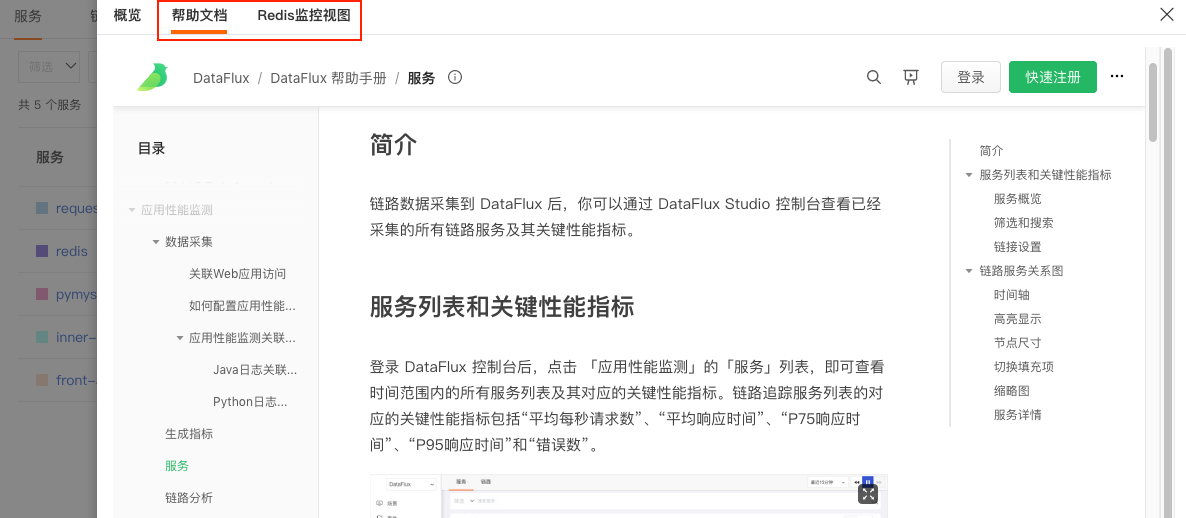 服务
筛选
共 5 个服务
服务
reques
redis
pymys
inner-
front-
概览 帮助文档 Redis监控视图
DataFlux / DataFlux 帮助手册 / 服务
登录 快速注册
目录
应用性能监测
数据采集
关联Web应用访问
如何配置应用性能...
应用性能监测关联...
Java日志关联...
Python日志...
生成指标
服务
链路分析
简介
链路数据采集到 DataFlux 后，你可以通过 DataFlux Studio 控制台查看已经
采集的所有链路服务及其关键性能指标。
服务列表和关键性能指标
登录 DataFlux 控制台后，点击 「应用性能监测」的「服务」列表，即可查看
时间范围内的所有服务列表及其对应的关键性能指标。链路追踪服务列表的对
应的关键性能指标包括“平均每秒请求数”、“平均响应时间”、“P75响应时
间”、“P95响应时间”和“错误数”。
DataFlux 服务 链路
最近15分钟
筛选
场景
简介
服务列表和关键性能指标
服务概览
筛选和搜索
链接设置
链路服务关系图
时间轴
高亮显示
节点尺寸
切换填充项
缩略图
服务详情